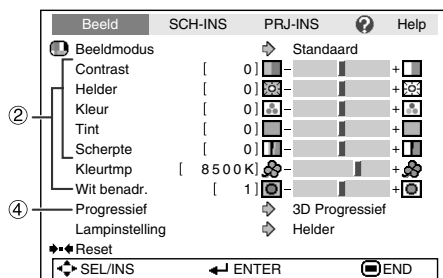 Beeld SCH-INS PRJ-INS ? Help
Beeldmodus Standaard
Contrast [ 0] - +
Helder [ 0] - +
② Kleur [ 0] - +
Tint [ 0] - +
Scherpte [ 0] - +
Kleurtmp [ 8500K] - +
Wit benadr. [ 1] - +
④ Progressief 3D Progressief
Lampinstelling Helder
Reset
SEL/INS ENTER END